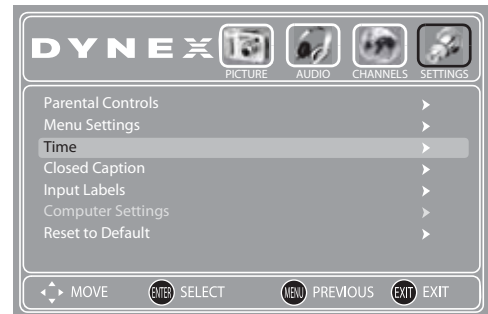 DYNEX
PICTURE AUDIO CHANNELS SETTINGS
Parental Controls
Menu Settings
Time
Closed Caption
Input Labels
Computer Settings
Reset to Default
MOVE ENTER SELECT MENU PREVIOUS EXIT EXIT